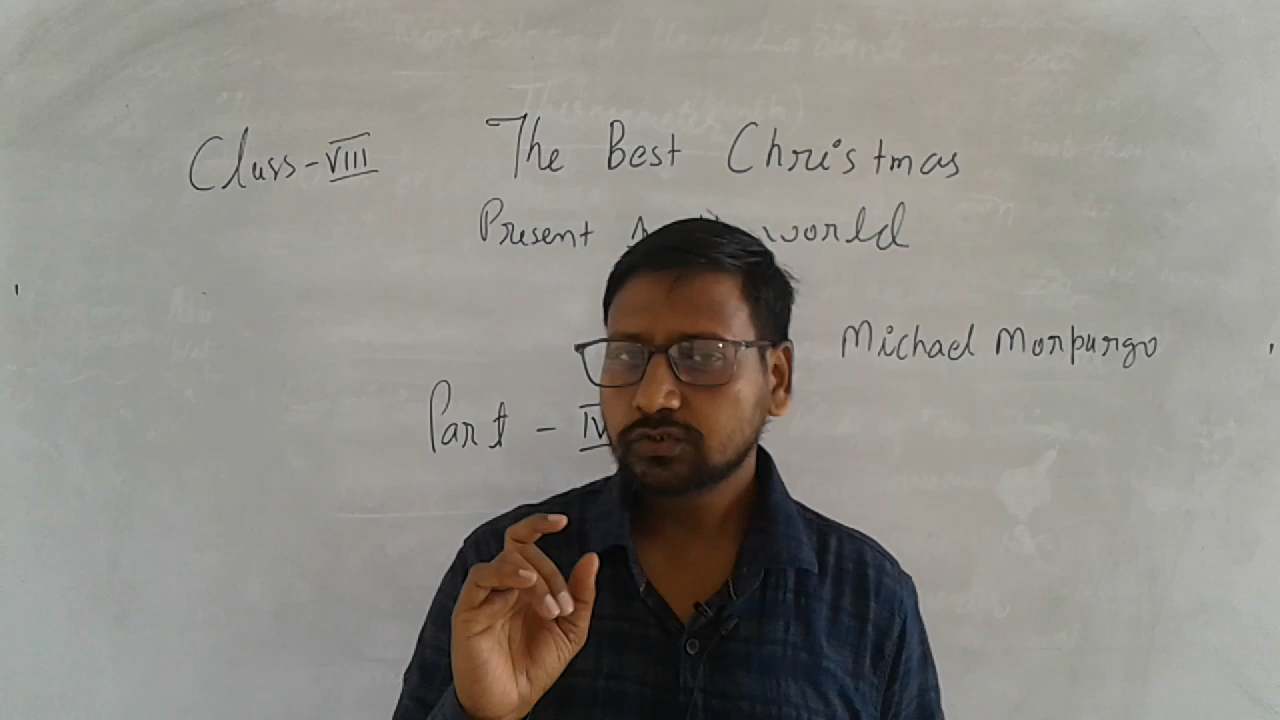 Class-VIII The Best Christmas
Present world
Michael Morpurgo
Part - IV